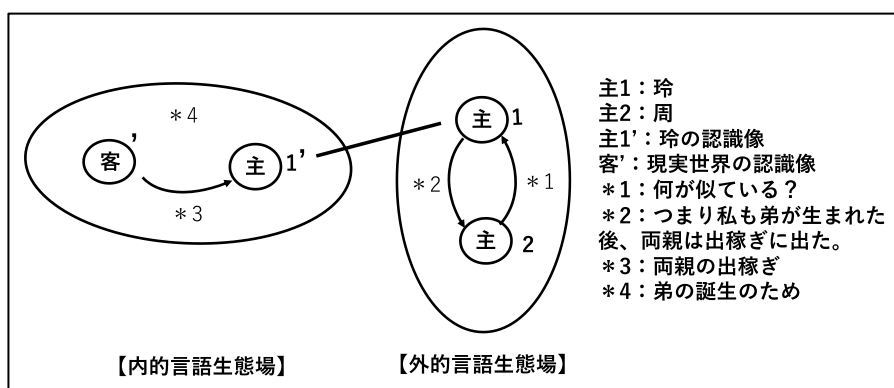 ＊4
客’
主1’
＊3
主1
＊2
＊1
主2
【内的言語生態場】
【外的言語生態場】
主1：玲
主2：周
主1’：玲の認識像
客’：現実世界の認識像
＊1：何が似ている？
＊2：つまり私も弟が生まれた
後、両親は出稼ぎに出た。
＊3：両親の出稼ぎ
＊4：弟の誕生のため